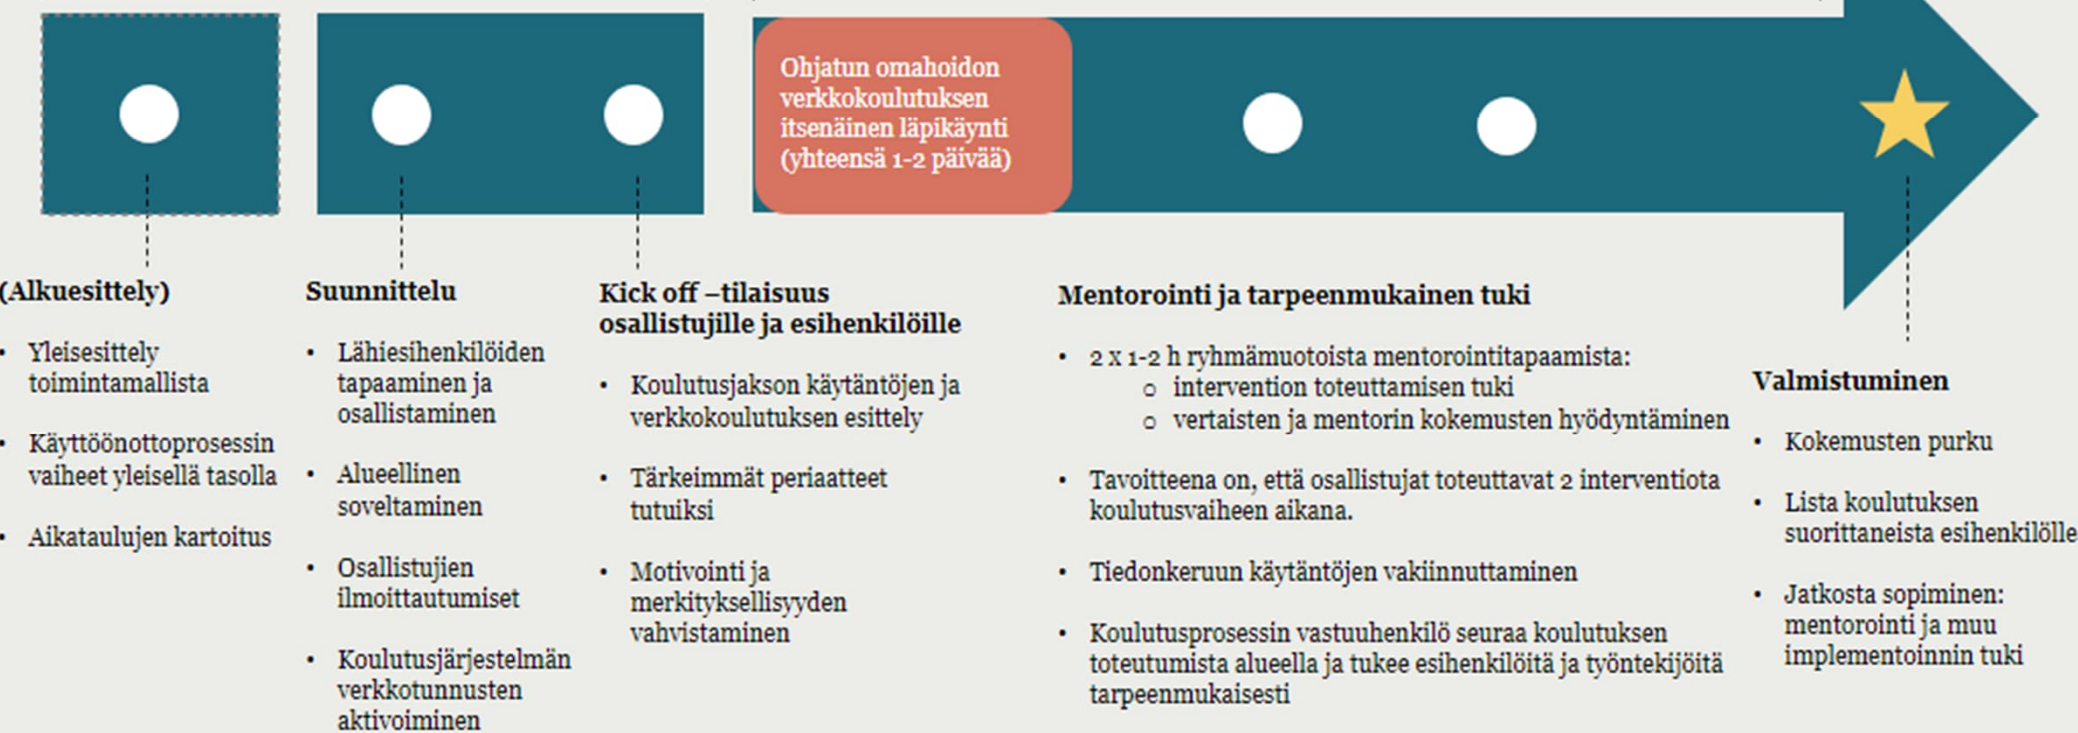 Ohjatun omahoidon
verkkokoulutuksen
itsenäinen läpikäynti
(yhteensä 1-2 päivää)
(Alkuesittely)
• Yleisesittely
toimintamallista
• Käyttöönottoprosessin
vaiheet yleisellä tasolla
• Aikataulujen kartoitus
Suunnittelu
• Lähiesihenkilöiden
tapaaminen ja
osallistaminen
• Alueellinen
soveltaminen
• Osallistujien
ilmoittautumiset
• Koulutusjärjestelmän
verkkotunnusten
aktivoiminen
Kick off –tilaisuus
osallistujille ja esihenkilöille
• Koulutusjakson käytäntöjen ja
verkkokoulutuksen esittely
• Tärkeimmät periaatteet
tutuiksi
• Motivointi ja
merkityksellisyyden
vahvistaminen
Mentorointi ja tarpeenmukainen tuki
• 2 x 1-2 h ryhmämuotoista mentorointitapaamista:
o intervention toteuttamisen tuki
o vertaisten ja mentorin kokemusten hyödyntäminen
• Tavoitteena on, että osallistujat toteuttavat 2 interventiota
koulutusvaiheen aikana.
• Tiedonkeruun käytäntöjen vakiinnuttaminen
• Koulutusprosessin vastuuhenkilö seuraa koulutuksen
toteutumista alueella ja tukee esihenkilöitä ja työntekijöitä
tarpeenmukaisesti
Valmistuminen
• Kokemusten purku
• Lista koulutuksen
suorittaneista esihenkilölle
• Jatkosta sopiminen:
mentorointi ja muu
implementoinnin tuki